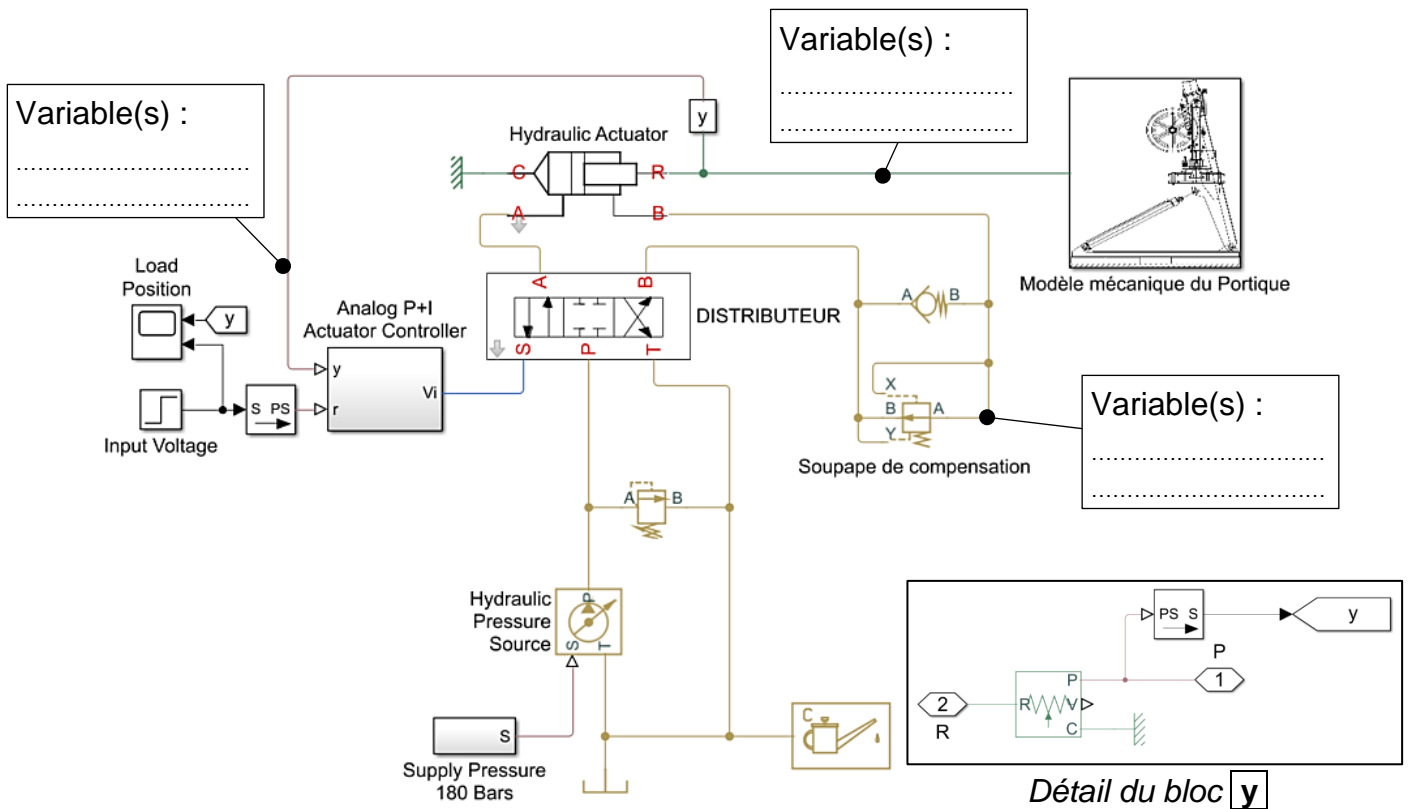 Variable(s) :
................................
................................
Variable(s) :
................................
................................
y
Hydraulic Actuator
C
R
A
B
Modèle mécanique du Portique
Load
Position
y
Analog P+I
Actuator Controller
y
r
Vi
S PS
Input Voltage
A
B
S
P
T
DISTRIBUTEUR
A
B
X
B
A
Y
Soupape de compensation
Variable(s) :
................................
................................
A
B
Hydraulic
Pressure
Source
P
S
T
S
Supply Pressure
180 Bars
C
PS S
y
P
P
1
2
R
R
V
C
Détail du bloc y